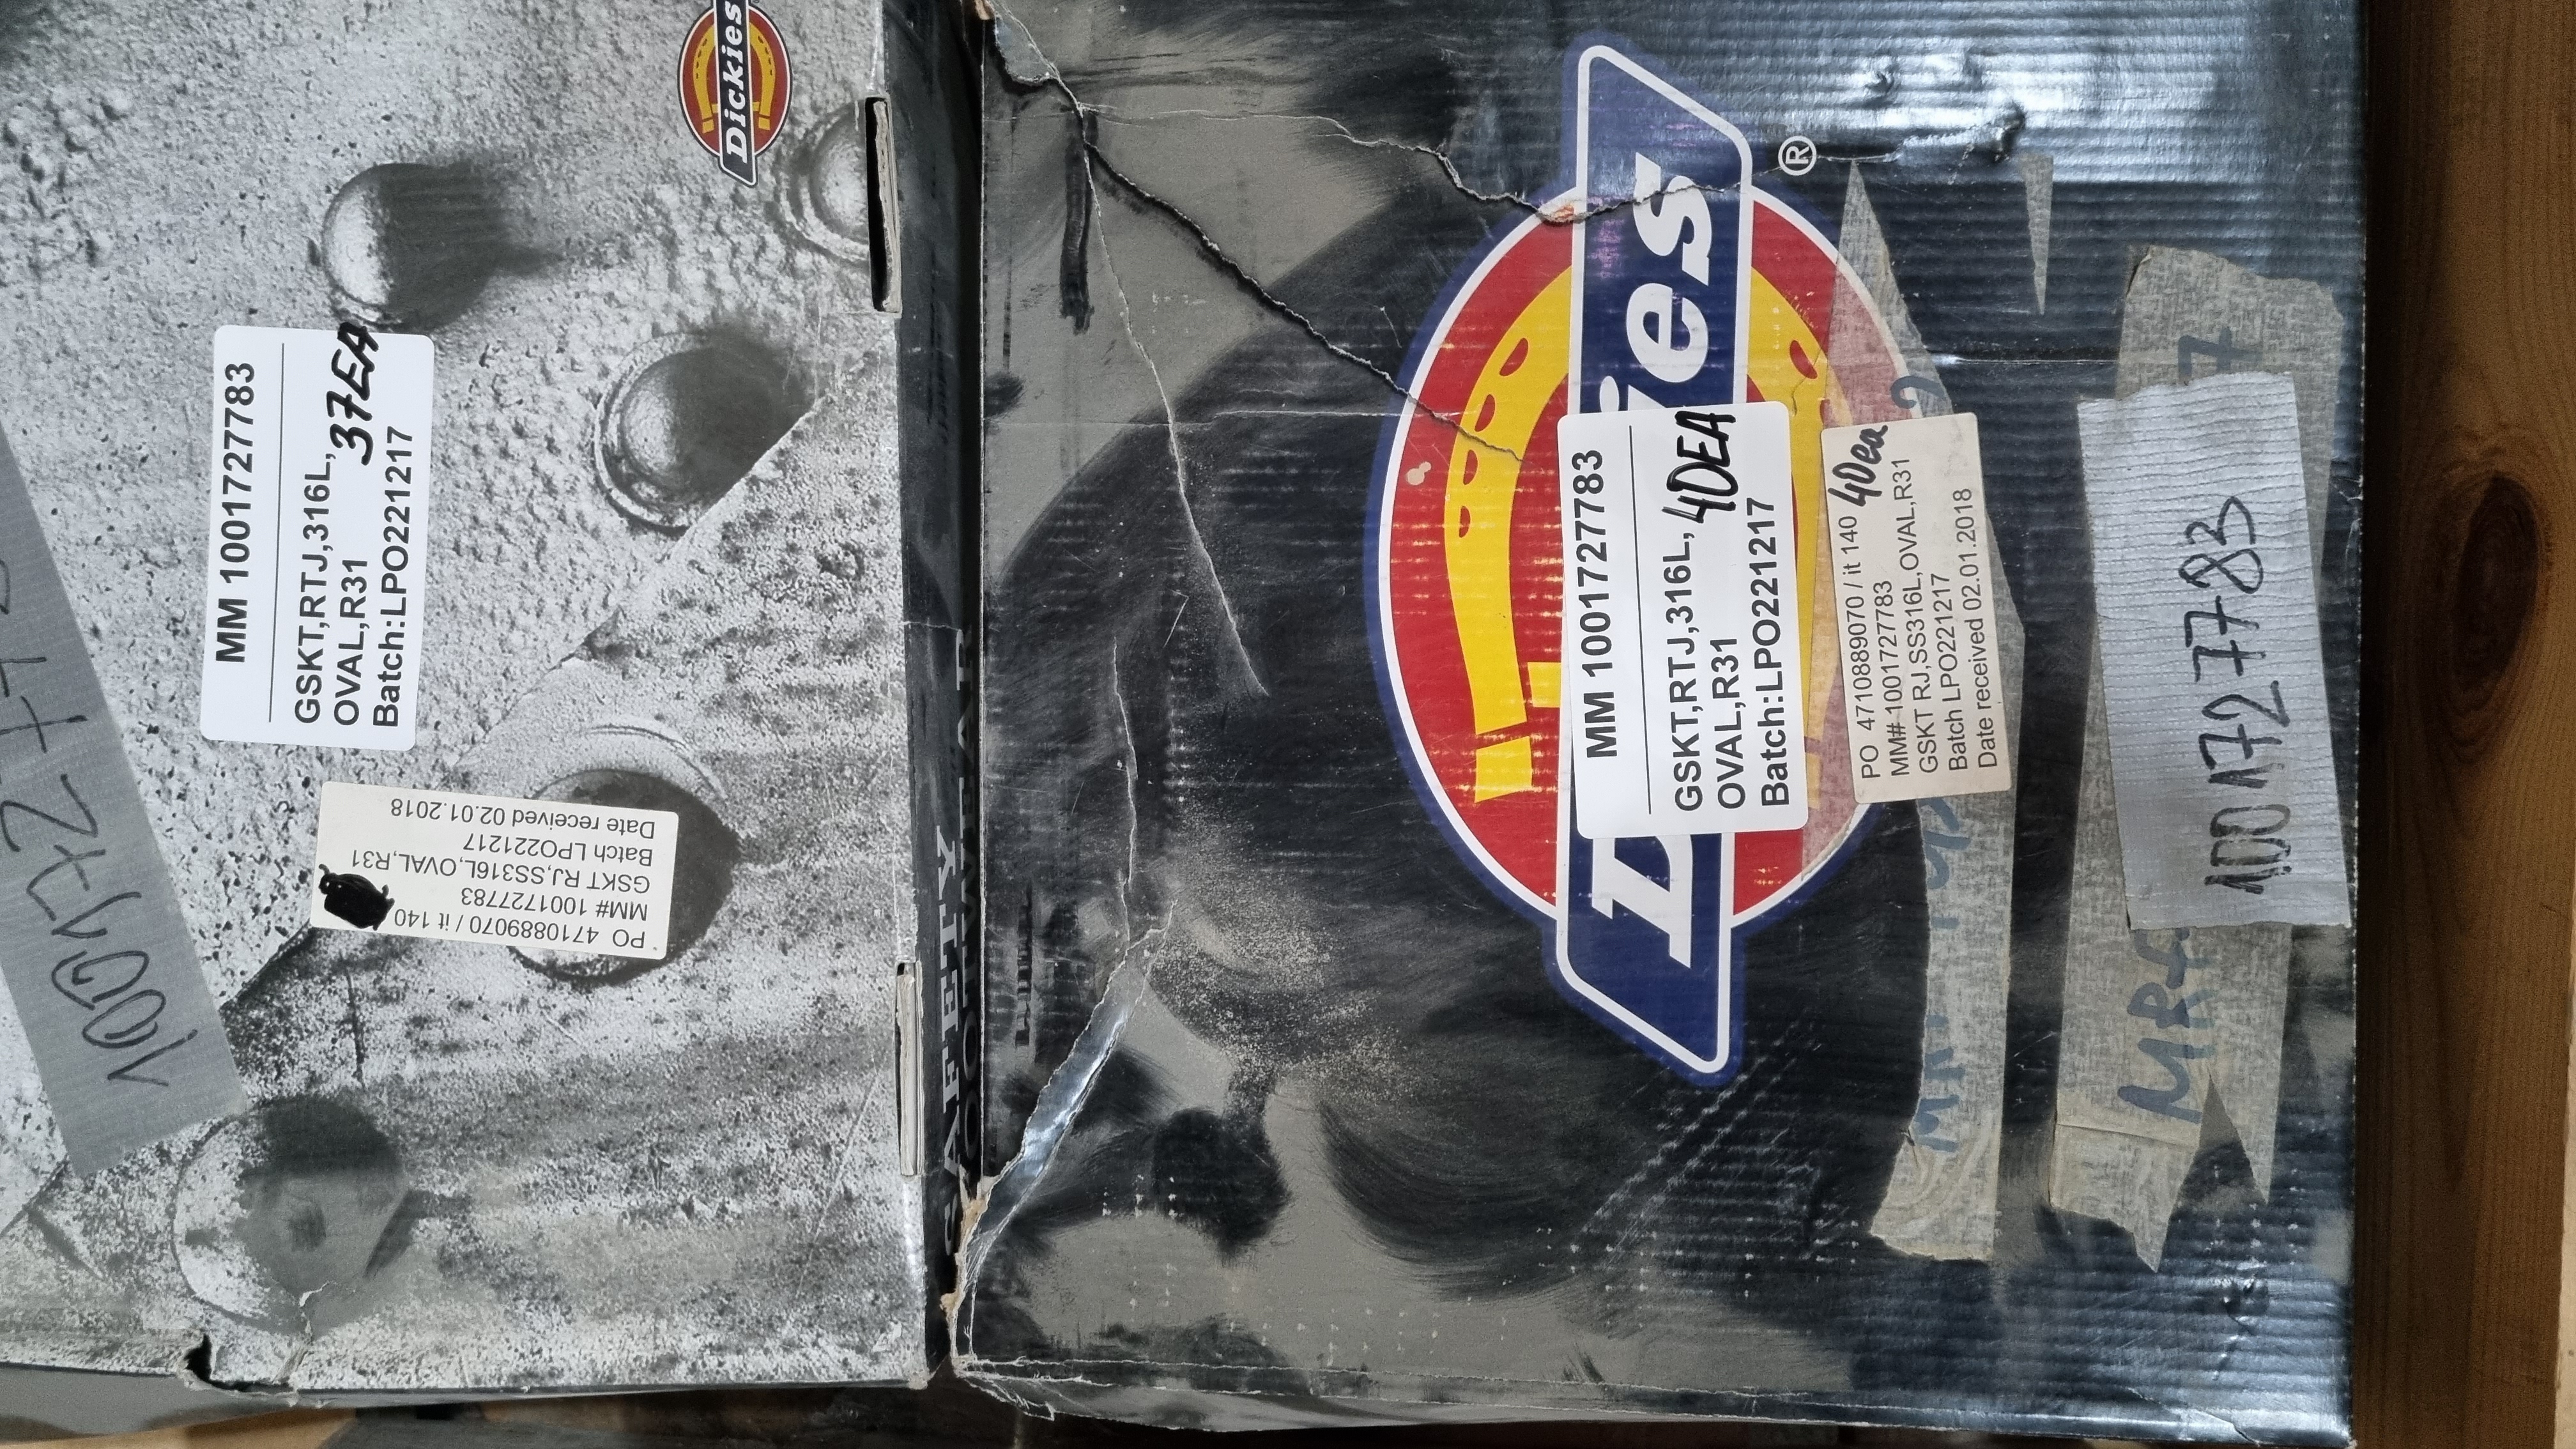 MM 1001727783
GSKT,RTJ,316L,
OVAL,R31 37EA
Batch:LPO221217
PO 4710889070 / it 140
MM# 1001727783
GSKT RJ,SS316L,OVAL,R31
Batch LPO221217
Date received 02.01.2018
Dickies
SAFETY
FOOTWEAR
MM 1001727783
GSKT,RTJ,316L, 40EA
OVAL,R31
Batch:LPO221217
®
PO 4710889070 / it 140 40ea
MM# 1001727783
GSKT RJ,SS316L,OVAL,R31
Batch LPO221217
Date received 02.01.2018
1001727783